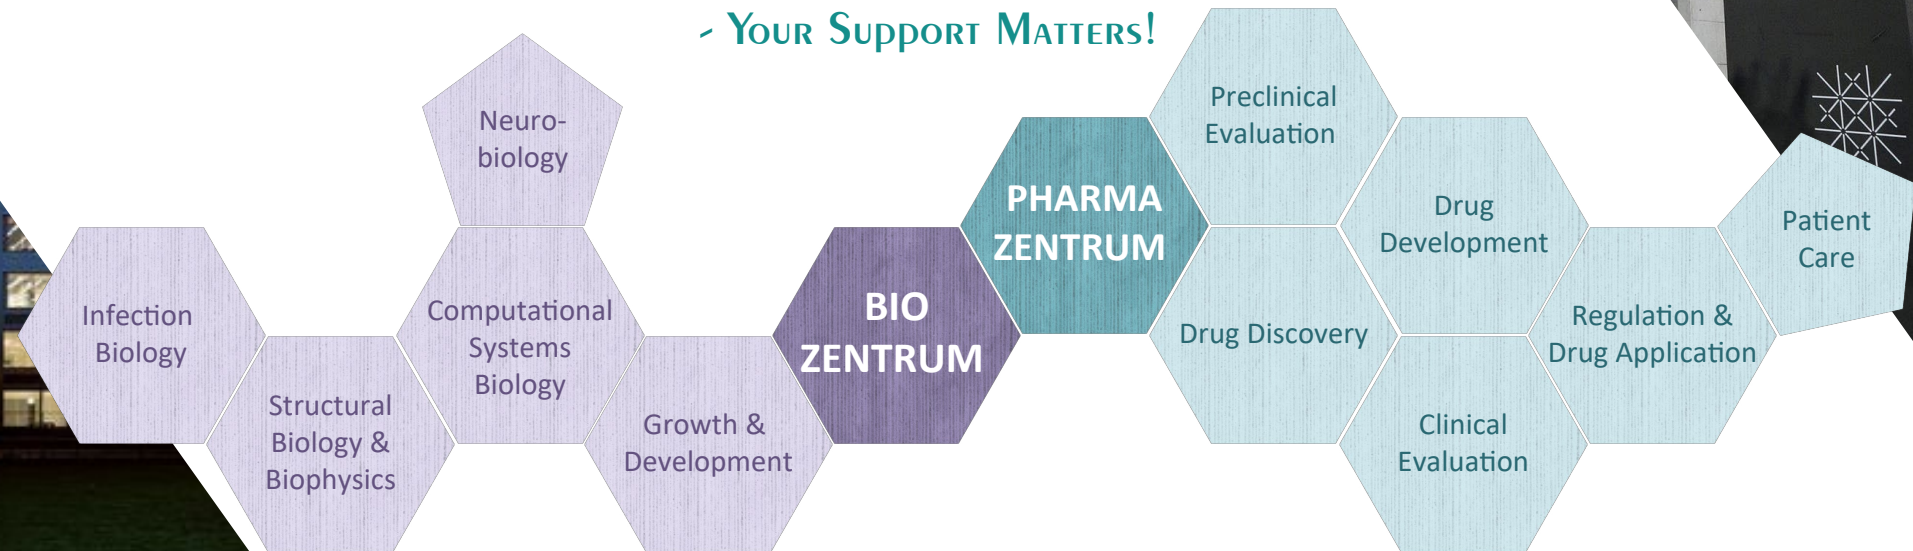 - Your Support Matters!
Neuro-
biology
Infection
Biology
Structural
Biology &
Biophysics
Computational
Systems
Biology
Growth &
Development
BIO
ZENTRUM
PHARMA
ZENTRUM
Preclinical
Evaluation
Drug Discovery
Drug
Development
Clinical
Evaluation
Regulation &
Drug Application
Patient
Care